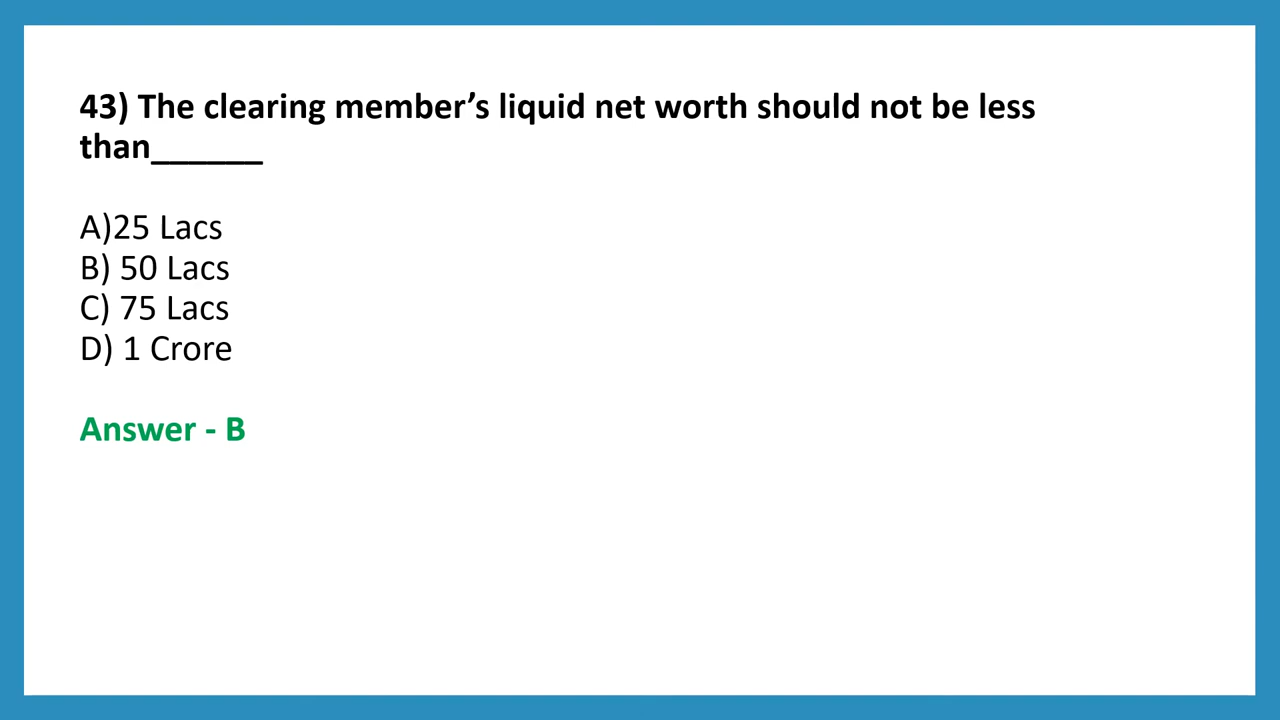 43) The clearing member’s liquid net worth should not be less
than______
A)25 Lacs
B) 50 Lacs
C) 75 Lacs
D) 1 Crore
Answer - B